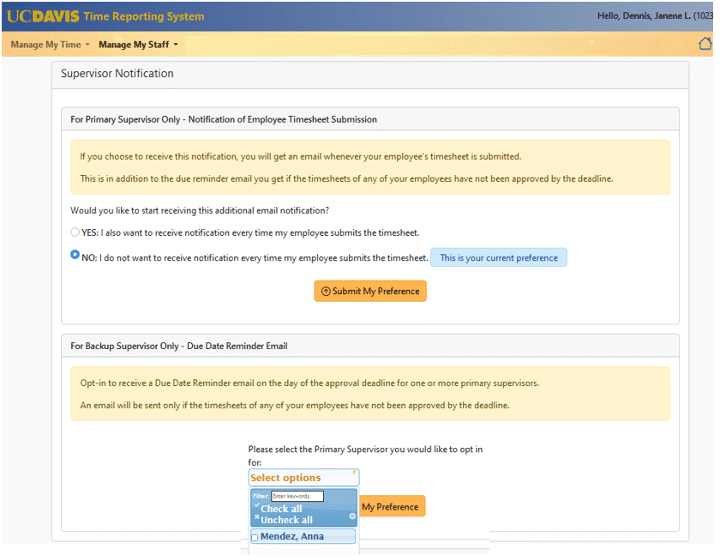 UCDAVIS Time Reporting System
Hello, Dennis, Janene L. (1023
Manage My Time
Manage My Staff
Supervisor Notification
For Primary Supervisor Only - Notification of Employee Timesheet Submission
If you choose to receive this notification, you will get an email whenever your employee's timesheet is submitted.
This is in addition to the due reminder email you get if the timesheets of any of your employees have not been approved by the deadline.
Would you like to start receiving this additional email notification?
YES: I also want to receive notification every time my employee submits the timesheet.
NO: I do not want to receive notification every time my employee submits the timesheet. This is your current preference
Submit My Preference
For Backup Supervisor Only - Due Date Reminder Email
Opt-in to receive a Due Date Reminder email on the day of the approval deadline for one or more primary supervisors.
An email will be sent only if the timesheets of any of your employees have not been approved by the deadline.
Please select the Primary Supervisor you would like to opt in
for:
Select options
Filter: Enter keywords
Check all
Uncheck all
My Preference
Mendez, Anna